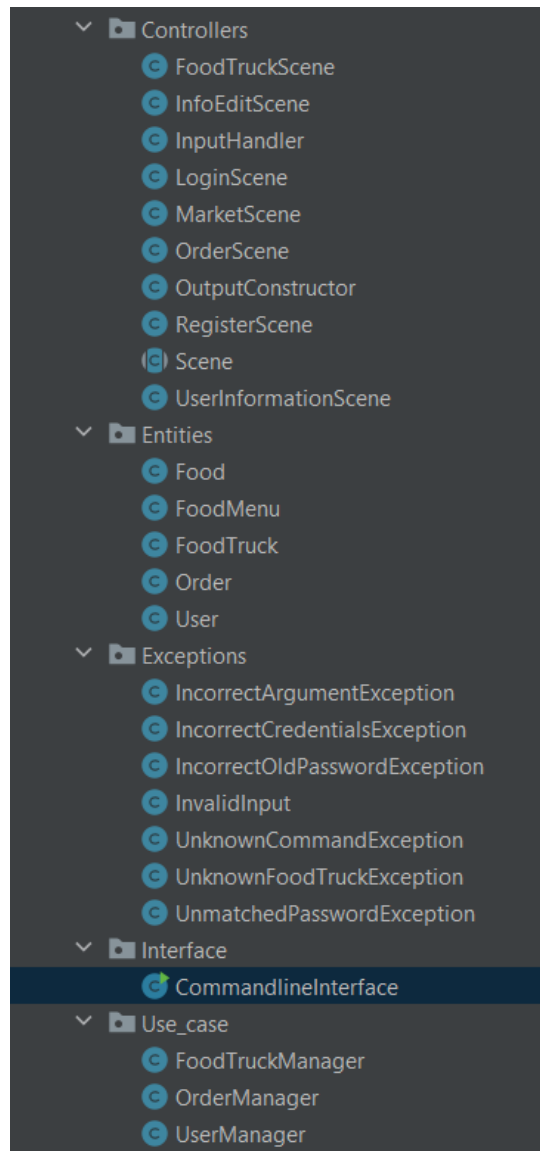 Controllers
FoodTruckScene
InfoEditScene
InputHandler
LoginScene
MarketScene
OrderScene
OutputConstructor
RegisterScene
Scene
UserInformationScene
Entities
Food
FoodMenu
FoodTruck
Order
User
Exceptions
IncorrectArgumentException
IncorrectCredentialsException
IncorrectOldPasswordException
InvalidInput
UnknownCommandException
UnknownFoodTruckException
UnmatchedPasswordException
Interface
CommandlineInterface
Use_case
FoodTruckManager
OrderManager
UserManager